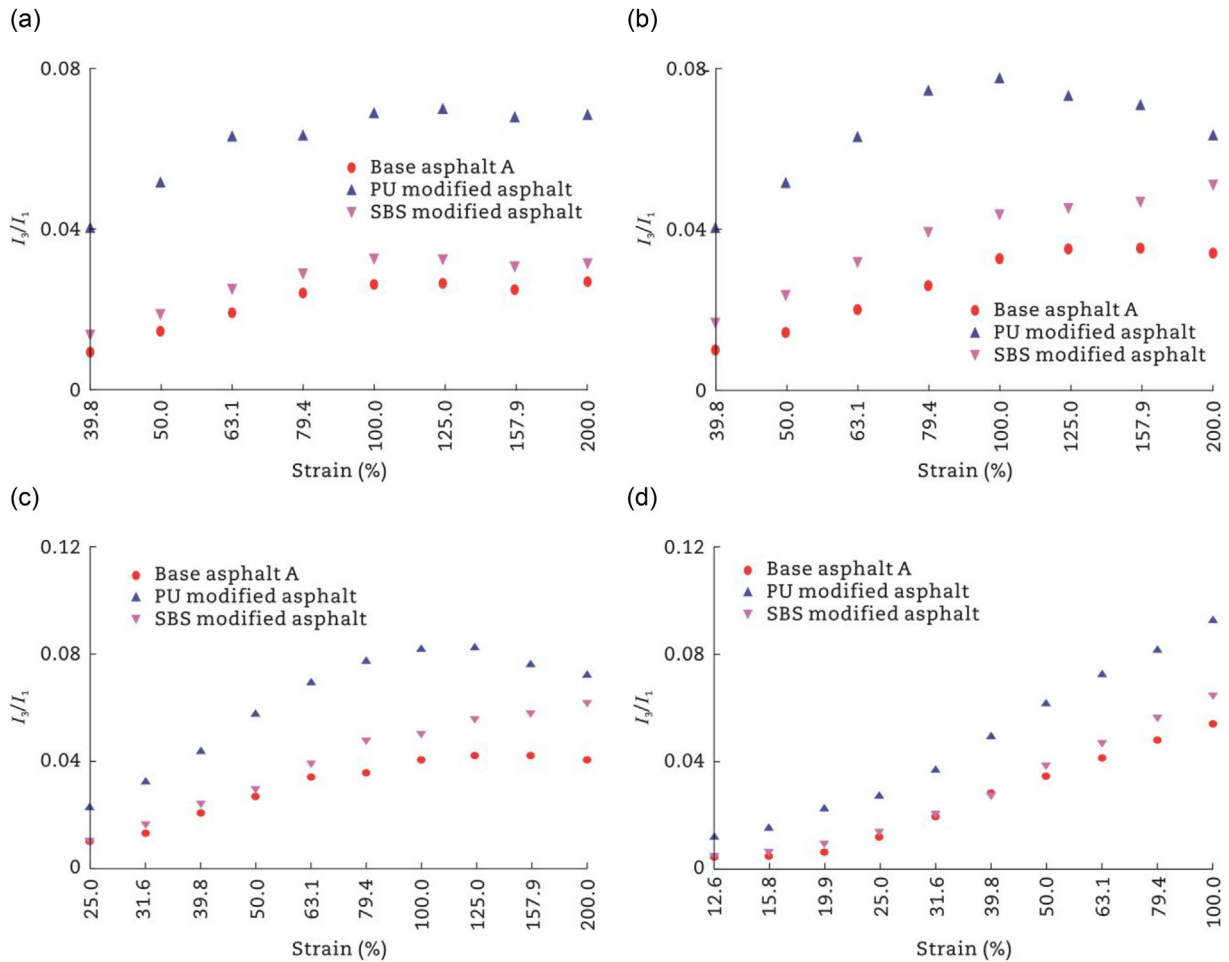 (a)
0.08
0.04
0
I₃/I₁
Base asphalt A
PU modified asphalt
SBS modified asphalt
39.8
50.0
63.1
79.4
100.0
125.0
157.9
200.0
Strain (%)
(b)
0.08
0.04
0
I₃/I₁
Base asphalt A
PU modified asphalt
SBS modified asphalt
39.8
50.0
63.1
79.4
100.0
125.0
157.9
200.0
Strain (%)
(c)
0.12
0.08
0.04
0
I₃/I₁
Base asphalt A
PU modified asphalt
SBS modified asphalt
25.0
31.6
39.8
50.0
63.1
79.4
100.0
125.0
157.9
200.0
Strain (%)
(d)
0.12
0.08
0.04
0
I₃/I₁
Base asphalt A
PU modified asphalt
SBS modified asphalt
12.6
15.8
19.9
25.0
31.6
39.8
50.0
63.1
79.4
100.0
Strain (%)